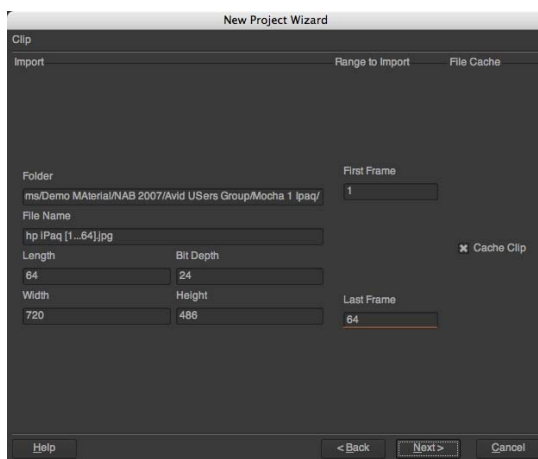 New Project Wizard
Clip
Import
Range to Import
File Cache
Folder
ms/Demo MAterial/NAB 2007/Avid USers Group/Mocha 1 Ipaq/
File Name
hp iPaq [1...64].jpg
Length
Bit Depth
64
24
Width
Height
720
486
First Frame
1
Last Frame
64
Cache Clip
Help
< Back
Next >
Cancel